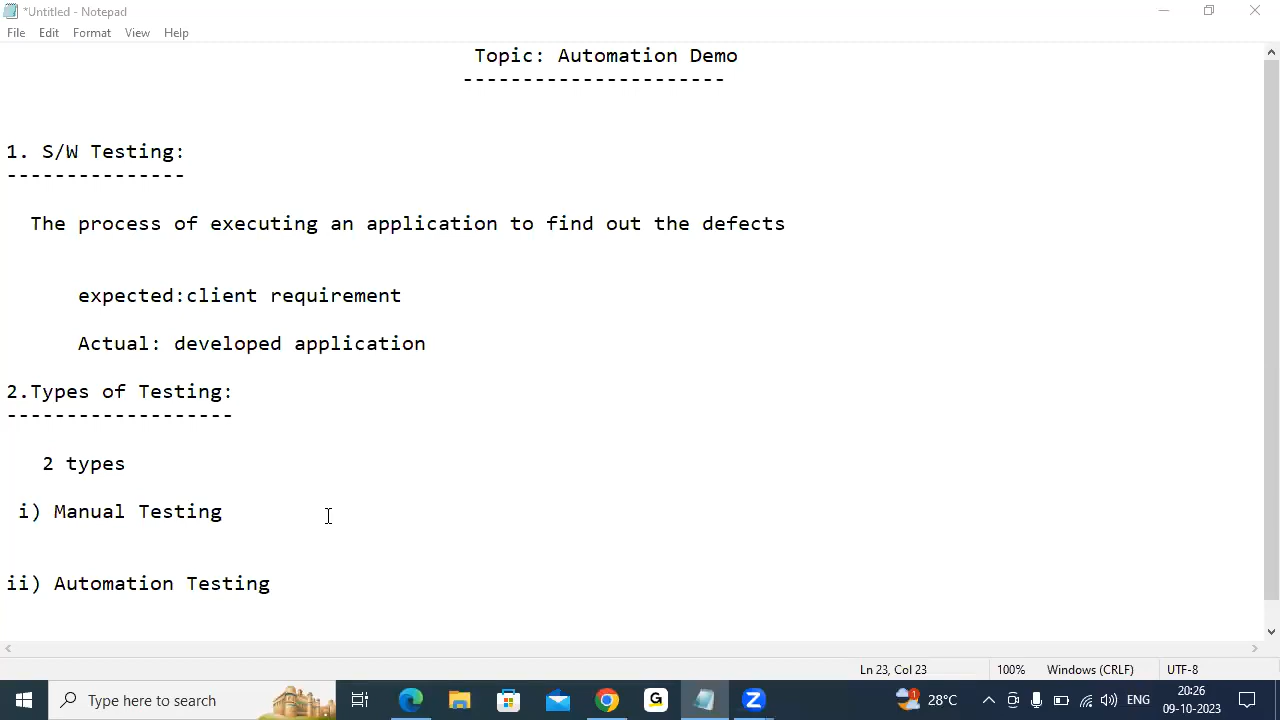 *Untitled - Notepad
File Edit Format View Help
Topic: Automation Demo
----------------------
1. S/W Testing:
---------------
The process of executing an application to find out the defects
expected:client requirement
Actual: developed application
2.Types of Testing:
-------------------
2 types
i) Manual Testing
ii) Automation Testing
Ln 23, Col 23 100% Windows (CRLF) UTF-8
Type here to search 1 28°C ENG 20:26
09-10-2023